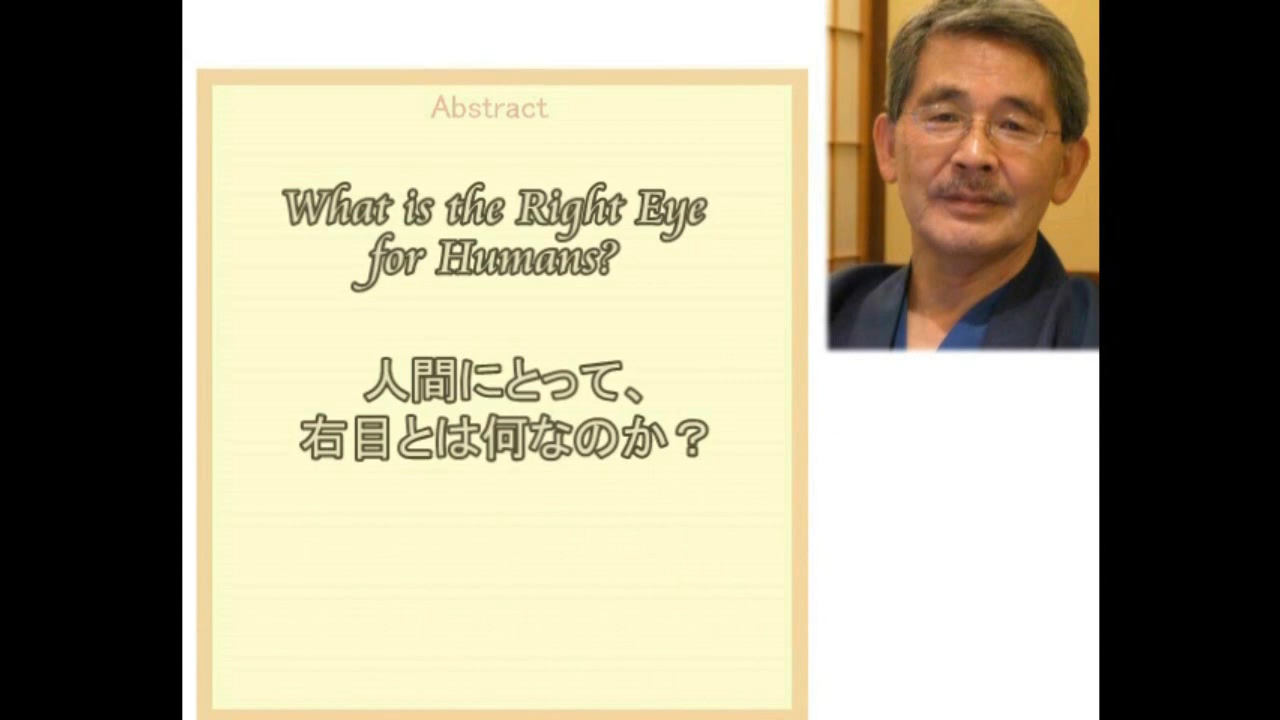 Abstract
What is the Right Eye
for Humans?
人間にとって、
右目とは何なのか？